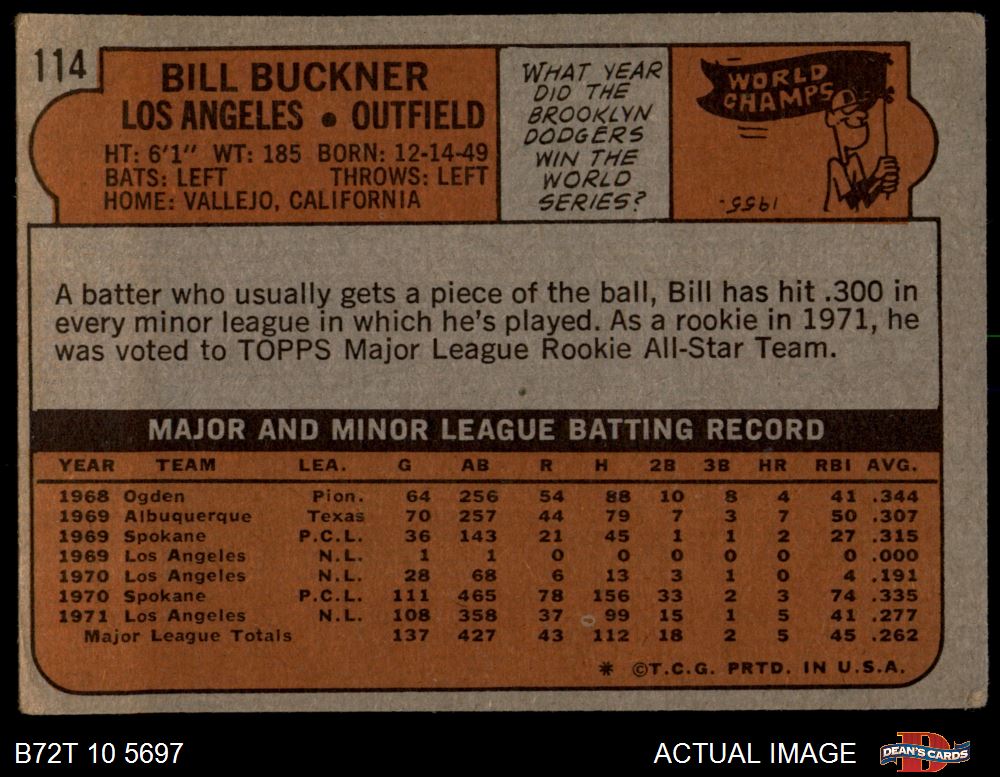 114
BILL BUCKNER
LOS ANGELES • OUTFIELD
HT: 6'1" WT: 185 BORN: 12-14-49
BATS: LEFT THROWS: LEFT
HOME: VALLEJO, CALIFORNIA
WHAT YEAR
DID THE
BROOKLYN
DODGERS
WIN THE
WORLD
SERIES?
WORLD
CHAMPS
1955-
A batter who usually gets a piece of the ball, Bill has hit .300 in
every minor league in which he's played. As a rookie in 1971, he
was voted to TOPPS Major League Rookie All-Star Team.
MAJOR AND MINOR LEAGUE BATTING RECORD
YEAR TEAM LEA. G AB R H 2B 3B HR RBI AVG.
1968 Ogden Pion. 64 256 54 88 10 8 4 41 .344
1969 Albuquerque Texas 70 257 44 79 7 3 7 50 .307
1969 Spokane P.C.L. 36 143 21 45 1 1 2 27 .315
1969 Los Angeles N.L. 1 1 0 0 0 0 0 0 .000
1970 Los Angeles N.L. 28 68 6 13 3 1 0 4 .191
1970 Spokane P.C.L. 111 465 78 156 33 2 3 74 .335
1971 Los Angeles N.L. 108 358 37 99 15 1 5 41 .277
Major League Totals 137 427 43 112 18 2 5 45 .262
* ©T.C.G. PRTD. IN U.S.A.
B72T 10 5697
ACTUAL IMAGE
DEAN'S CARDS